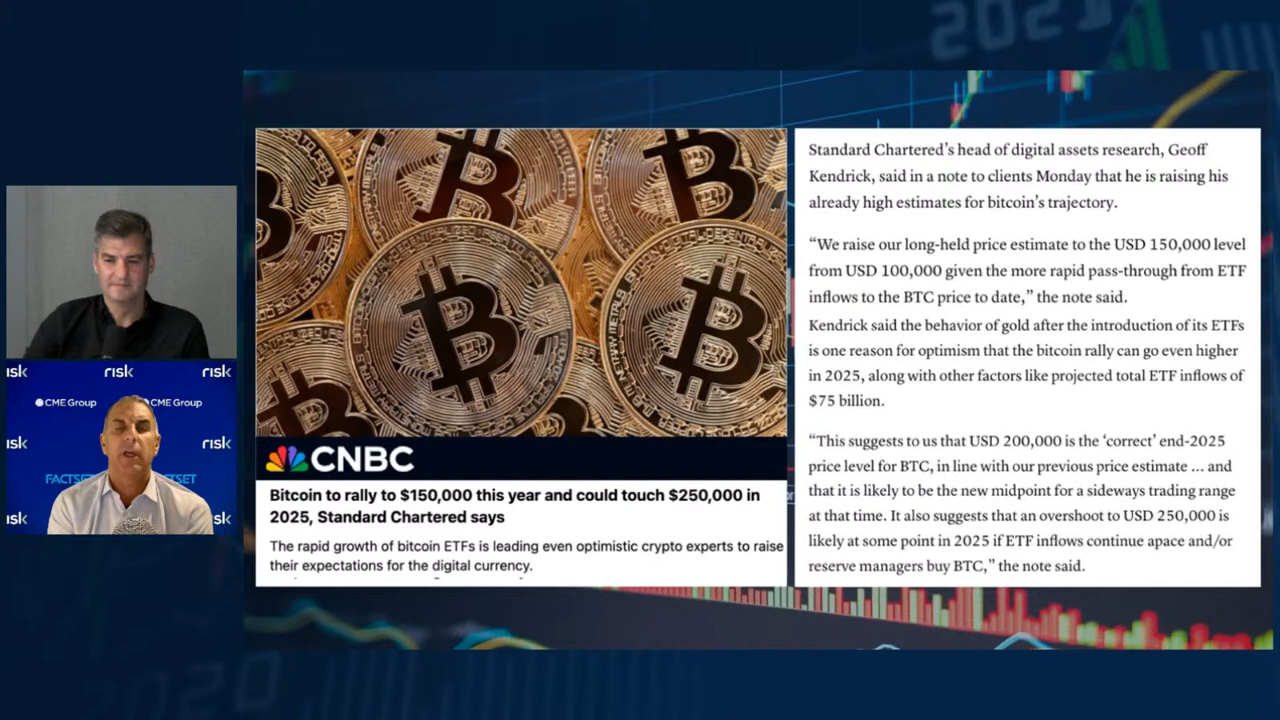 2021
risk
risk
CME Group
CME Group
risk
FACTSET
CNBC
Bitcoin to rally to $150,000 this year and could touch $250,000 in
2025, Standard Chartered says
The rapid growth of bitcoin ETFs is leading even optimistic crypto experts to raise
their expectations for the digital currency.
Standard Chartered’s head of digital assets research, Geoff
Kendrick, said in a note to clients Monday that he is raising his
already high estimates for bitcoin’s trajectory.
“We raise our long-held price estimate to the USD 150,000 level
from USD 100,000 given the more rapid pass-through from ETF
inflows to the BTC price to date,” the note said.
Kendrick said the behavior of gold after the introduction of its ETFs
is one reason for optimism that the bitcoin rally can go even higher
in 2025, along with other factors like projected total ETF inflows of
$75 billion.
“This suggests to us that USD 200,000 is the ‘correct’ end-2025
price level for BTC, in line with our previous price estimate ... and
that it is likely to be the new midpoint for a sideways trading range
at that time. It also suggests that an overshoot to USD 250,000 is
likely at some point in 2025 if ETF inflows continue apace and/or
reserve managers buy BTC,” the note said.